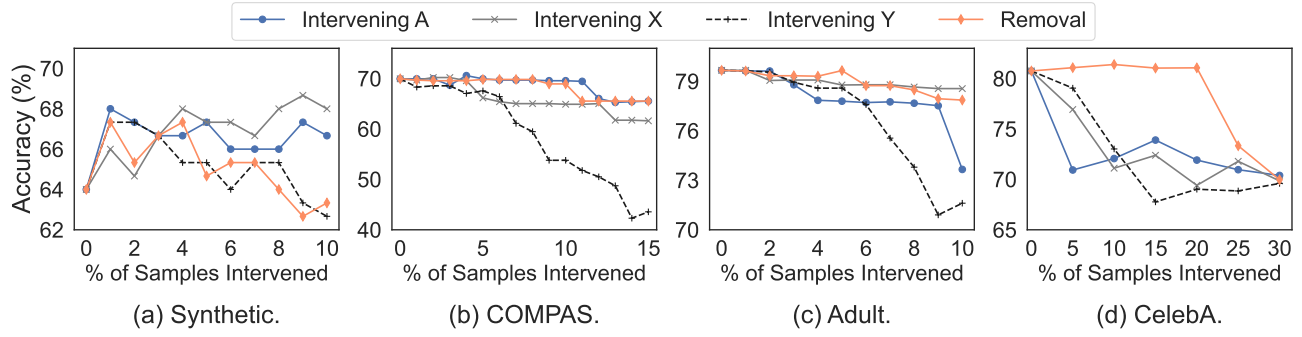 Intervening A Intervening X Intervening Y Removal
Accuracy (%)
70
68
66
64
62
0 2 4 6 8 10
% of Samples Intervened
(a) Synthetic.
70
60
50
40
0 5 10 15
% of Samples Intervened
(b) COMPAS.
79
76
73
70
0 2 4 6 8 10
% of Samples Intervened
(c) Adult.
80
75
70
65
0 5 10 15 20 25 30
% of Samples Intervened
(d) CelebA.